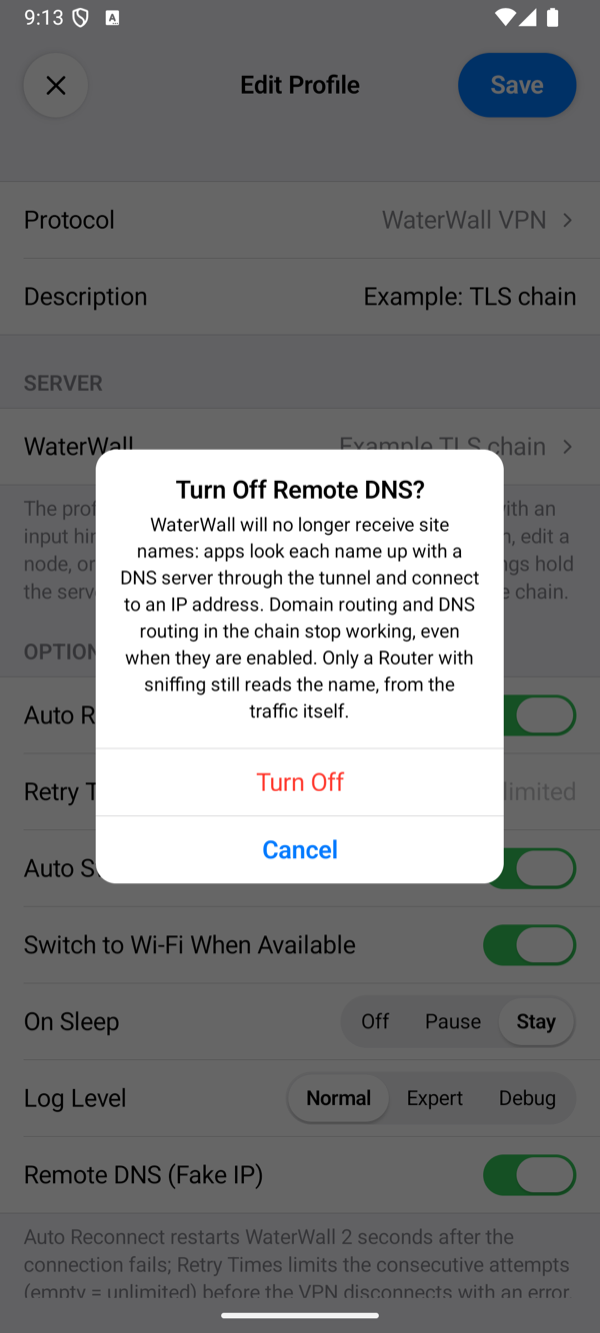 9:13
A
Edit Profile
Save
Protocol
WaterWall VPN
Description
Example: TLS chain
SERVER
WaterWall
Example TLS chain
The prof
with an
input hin
n, edit a
node, or
ngs hold
the serv
e chain.
Turn Off Remote DNS?
WaterWall will no longer receive site
names: apps look each name up with a
DNS server through the tunnel and connect
to an IP address. Domain routing and DNS
routing in the chain stop working, even
when they are enabled. Only a Router with
sniffing still reads the name, from the
traffic itself.
Turn Off
Cancel
OPTION
Auto R
Retry T
limited
Auto S
Switch to Wi-Fi When Available
On Sleep
Off
Pause
Stay
Log Level
Normal
Expert
Debug
Remote DNS (Fake IP)
Auto Reconnect restarts WaterWall 2 seconds after the
connection fails; Retry Times limits the consecutive attempts
(empty = unlimited) before the VPN disconnects with an error